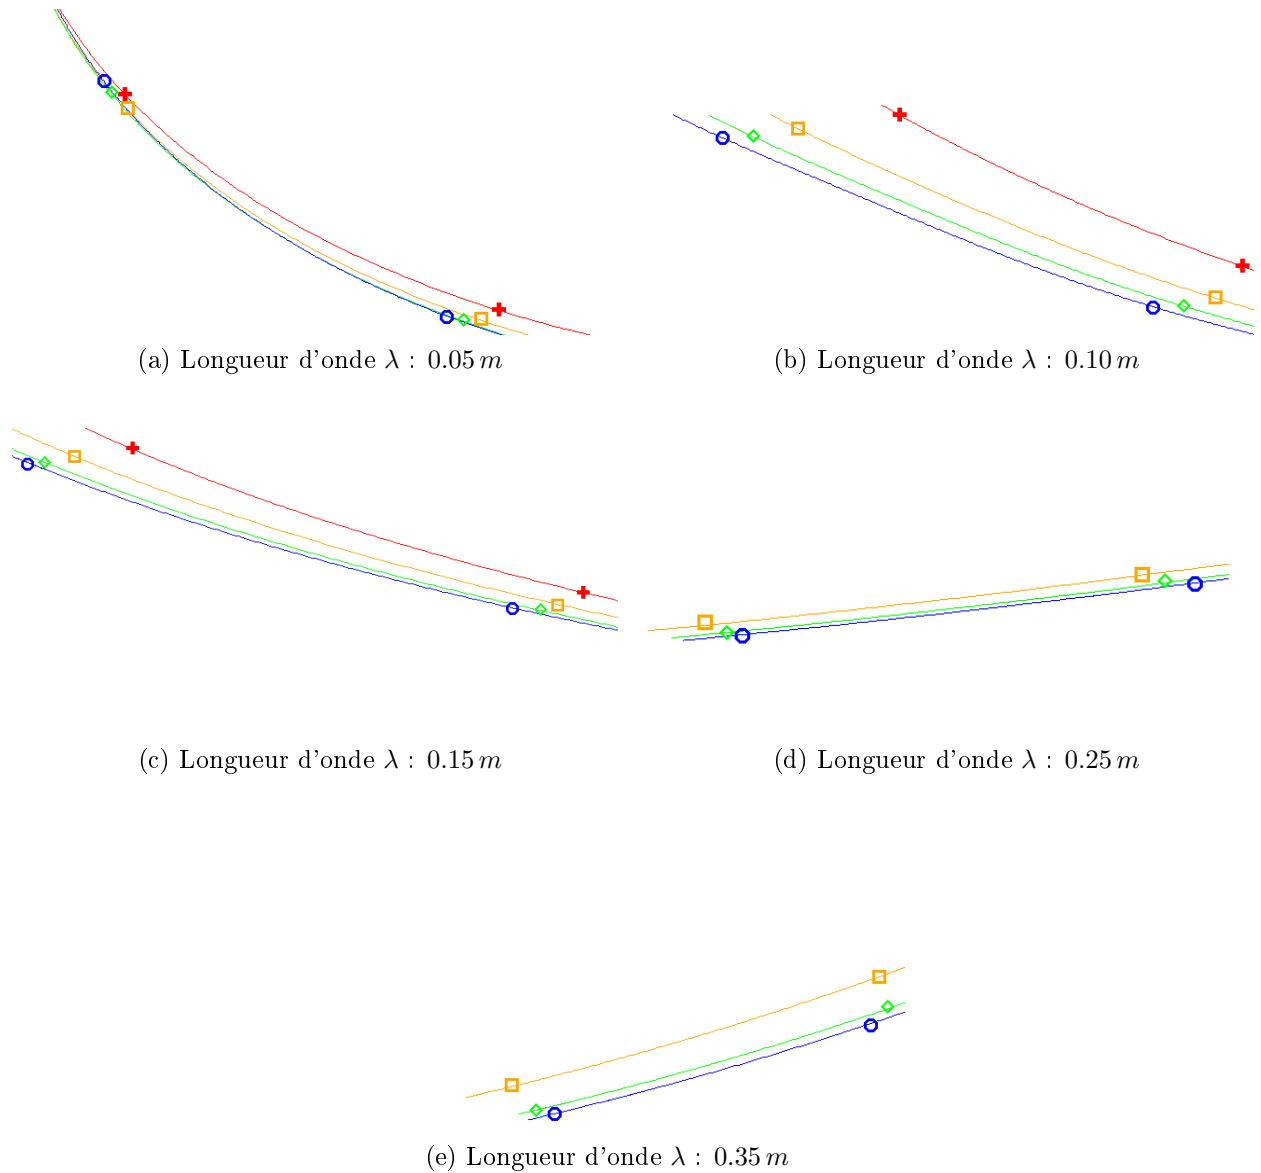 (a) Longueur d'onde λ : 0.05 m
(b) Longueur d'onde λ : 0.10 m
(c) Longueur d'onde λ : 0.15 m
(d) Longueur d'onde λ : 0.25 m
(e) Longueur d'onde λ : 0.35 m